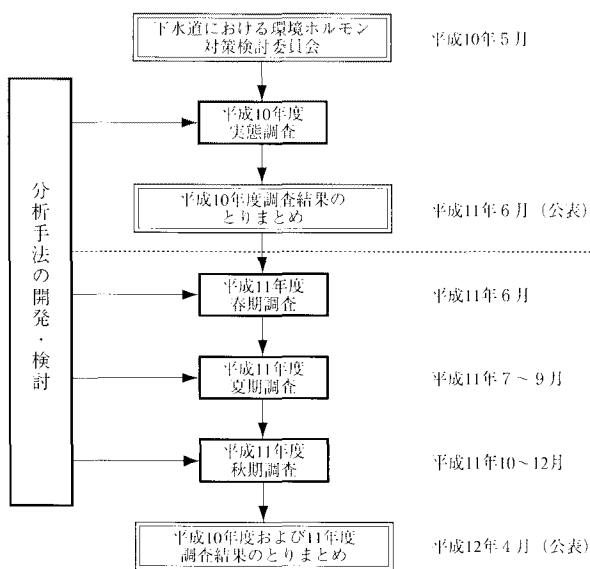 下水道における環境ホルモン
対策検討委員会
平成10年5月
平成10年度
実態調査
平成10年度調査結果の
とりまとめ
平成11年6月（公表）
分析手法の開発・検討
平成11年度
春期調査
平成11年6月
平成11年度
夏期調査
平成11年7～9月
平成11年度
秋期調査
平成11年10～12月
平成10年度および11年度
調査結果のとりまとめ
平成12年4月（公表）